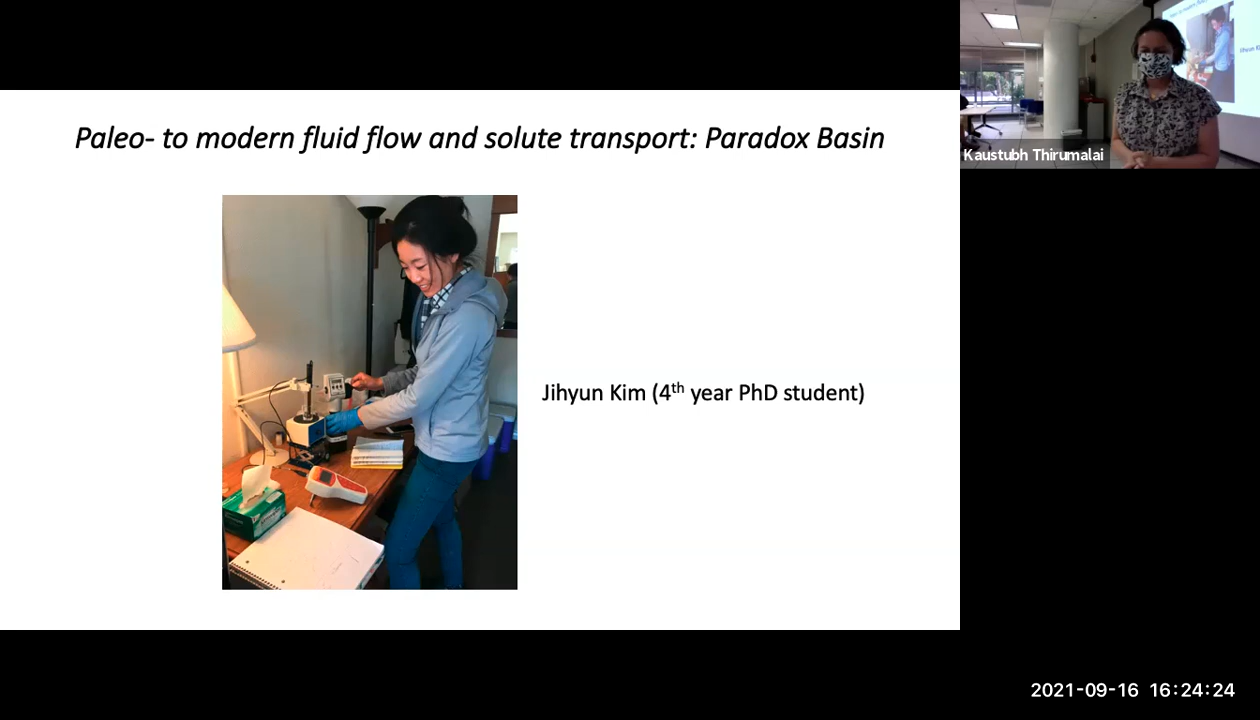 Paleo- to modern fluid flow and solute transport: Paradox Basin
Kaustubh Thirumalai
Jihyun Kim (4th year PhD student)
2021-09-16 16:24:24